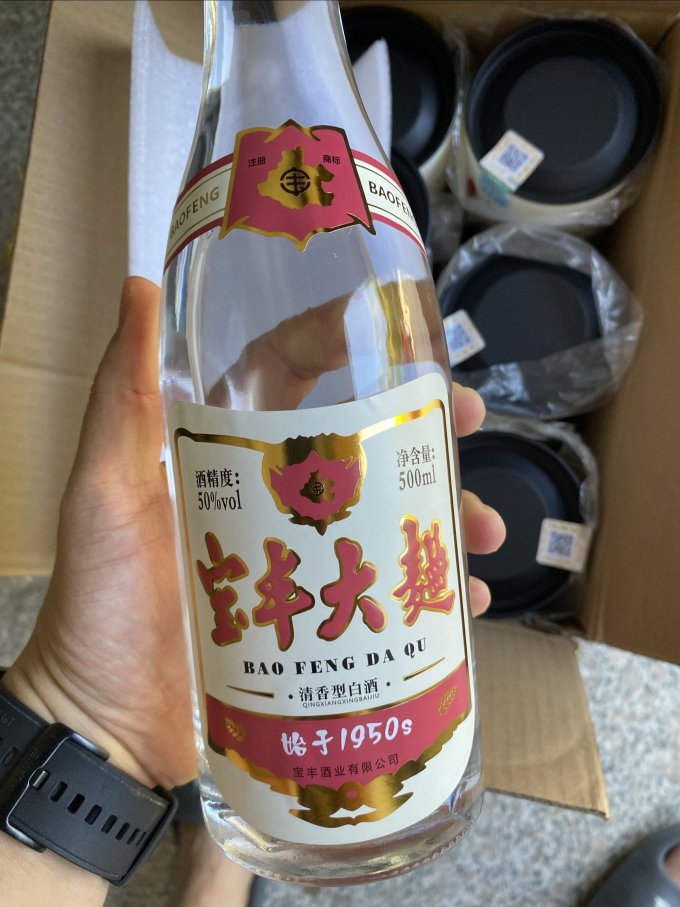 注册 商标
BAOFENG
BAOFENG
酒精度:
50%vol
净含量:
500ml
宝丰大麯
BAO FENG DA QU
·清香型白酒·
QINGXIANGXINGBAIJIU
始于1950s
宝丰酒业有限公司